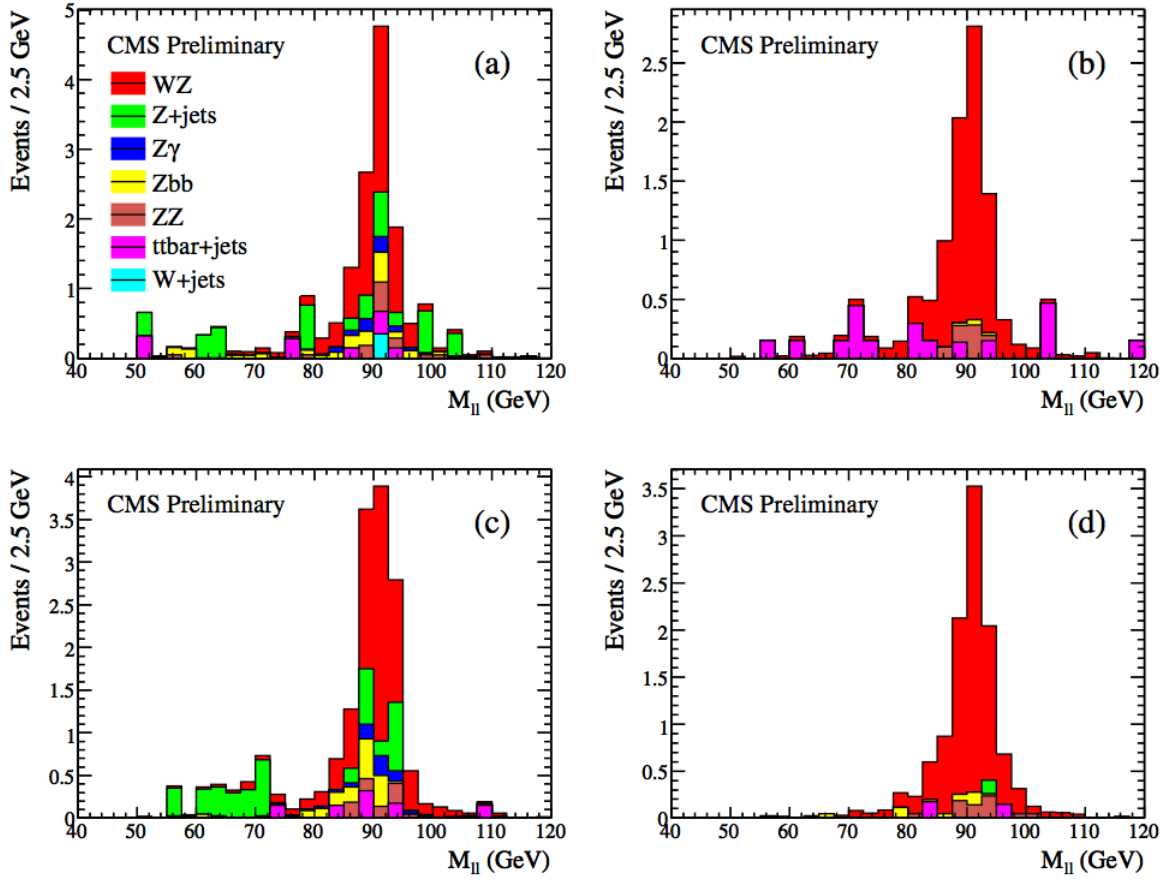 CMS Preliminary
(a)
WZ
Z+jets
Zγ
Zbb
ZZ
ttbar+jets
W+jets
Events / 2.5 GeV
5
4
3
2
1
0
40 50 60 70 80 90 100 110 120
M_ll (GeV)
CMS Preliminary
(b)
Events / 2.5 GeV
2.5
2
1.5
1
0.5
0
40 50 60 70 80 90 100 110 120
M_ll (GeV)
CMS Preliminary
(c)
Events / 2.5 GeV
4
3.5
3
2.5
2
1.5
1
0.5
0
40 50 60 70 80 90 100 110 120
M_ll (GeV)
CMS Preliminary
(d)
Events / 2.5 GeV
3.5
3
2.5
2
1.5
1
0.5
0
40 50 60 70 80 90 100 110 120
M_ll (GeV)